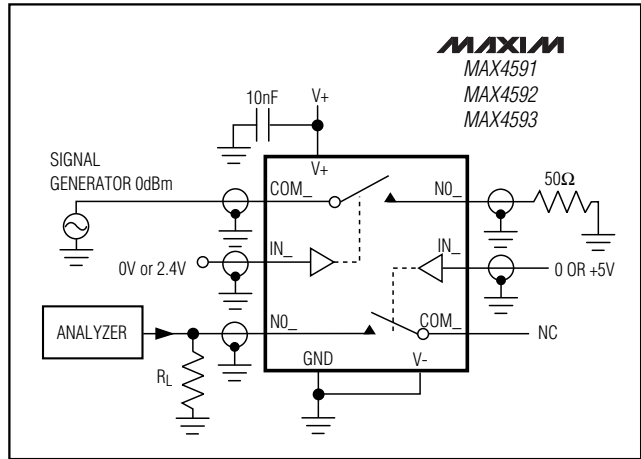 MAXIM
MAX4591
MAX4592
MAX4593
10nF
V+
V+
SIGNAL
GENERATOR 0dBm
COM_
N0_
50Ω
IN_
IN_
0V or 2.4V
0 OR +5V
ANALYZER
N0_
COM_
NC
RL
GND
V-